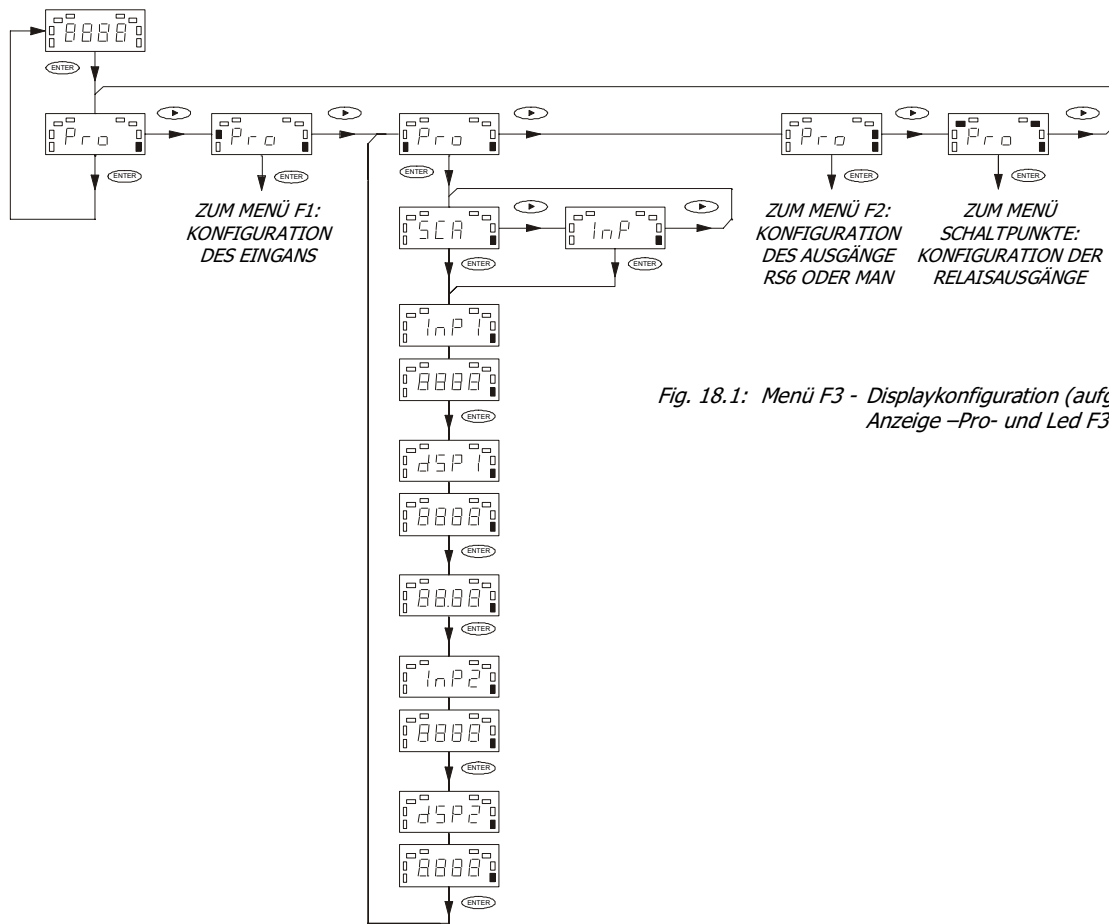 8888
ENTER
Pro
Pro
Pro
Pro
Pro
ENTER
ENTER
ENTER
ENTER
ENTER
ZUM MENÜ F1:
KONFIGURATION
DES EINGANS
ZUM MENÜ F2:
KONFIGURATION
DES AUSGÄNGE
RS6 ODER MAN
ZUM MENÜ
SCHALTPUNKTE:
KONFIGURATION DER
RELAISAUSGÄNGE
SCA
InP
ENTER
ENTER
InP1
8888
ENTER
dSP1
8888
ENTER
88.88
ENTER
InP2
8888
ENTER
dSP2
8.888
ENTER
Fig. 18.1: Menü F3 - Displaykonfiguration (aufg
Anzeige –Pro- und Led F3